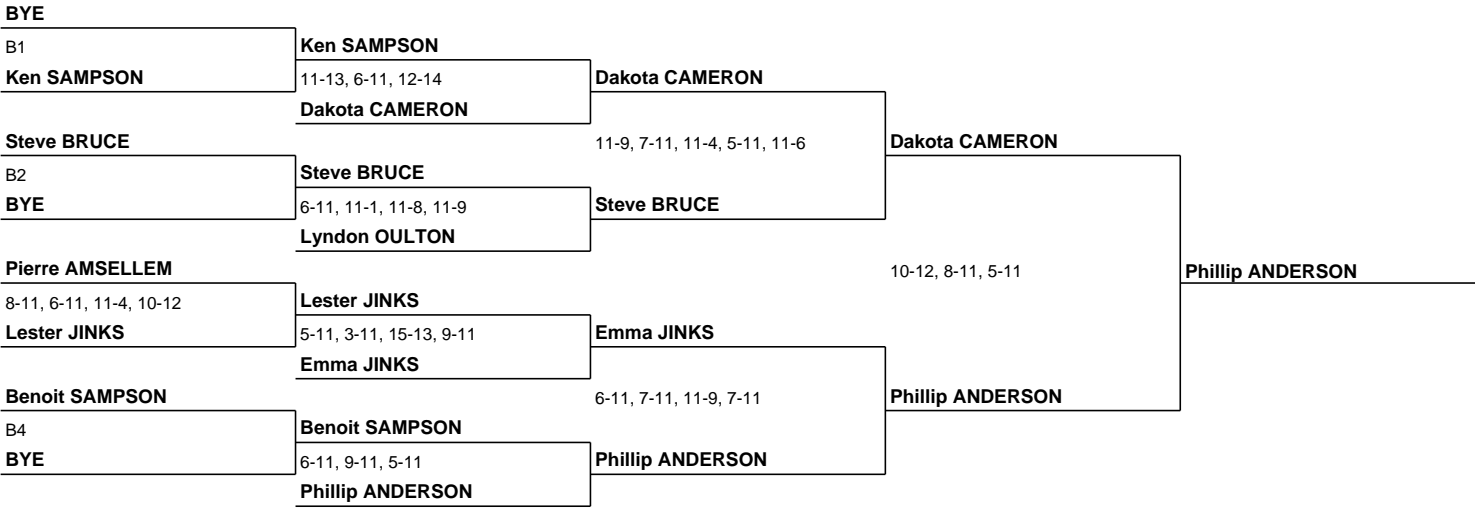 BYE
B1
Ken SAMPSON
Ken SAMPSON
11-13, 6-11, 12-14
Dakota CAMERON
Dakota CAMERON
Steve BRUCE
B2
BYE
Steve BRUCE
6-11, 11-1, 11-8, 11-9
Lyndon OULTON
11-9, 7-11, 11-4, 5-11, 11-6
Steve BRUCE
Dakota CAMERON
Pierre AMSELLEM
8-11, 6-11, 11-4, 10-12
Lester JINKS
Lester JINKS
5-11, 3-11, 15-13, 9-11
Emma JINKS
Emma JINKS
Benoit SAMPSON
B4
BYE
Benoit SAMPSON
6-11, 9-11, 5-11
Phillip ANDERSON
6-11, 7-11, 11-9, 7-11
Phillip ANDERSON
Phillip ANDERSON
10-12, 8-11, 5-11
Phillip ANDERSON